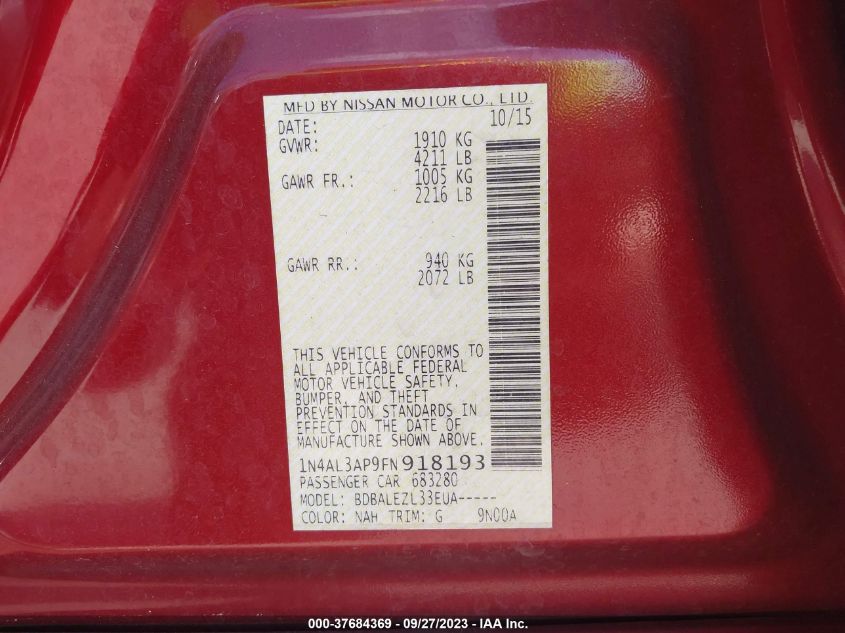 MFD BY NISSAN MOTOR CO., LTD.
DATE: 10/15
GVWR: 1910 KG
4211 LB
GAWR FR.: 1005 KG
2216 LB
GAWR RR.: 940 KG
2072 LB
THIS VEHICLE CONFORMS TO
ALL APPLICABLE FEDERAL
MOTOR VEHICLE SAFETY,
BUMPER, AND THEFT
PREVENTION STANDARDS IN
EFFECT ON THE DATE OF
MANUFACTURE SHOWN ABOVE.
1N4AL3AP9FN918193
PASSENGER CAR 683280
MODEL: BDBALEZL33EUA-----
COLOR: NAH TRIM: G 9N00A
000-37684369 - 09/27/2023 - IAA Inc.